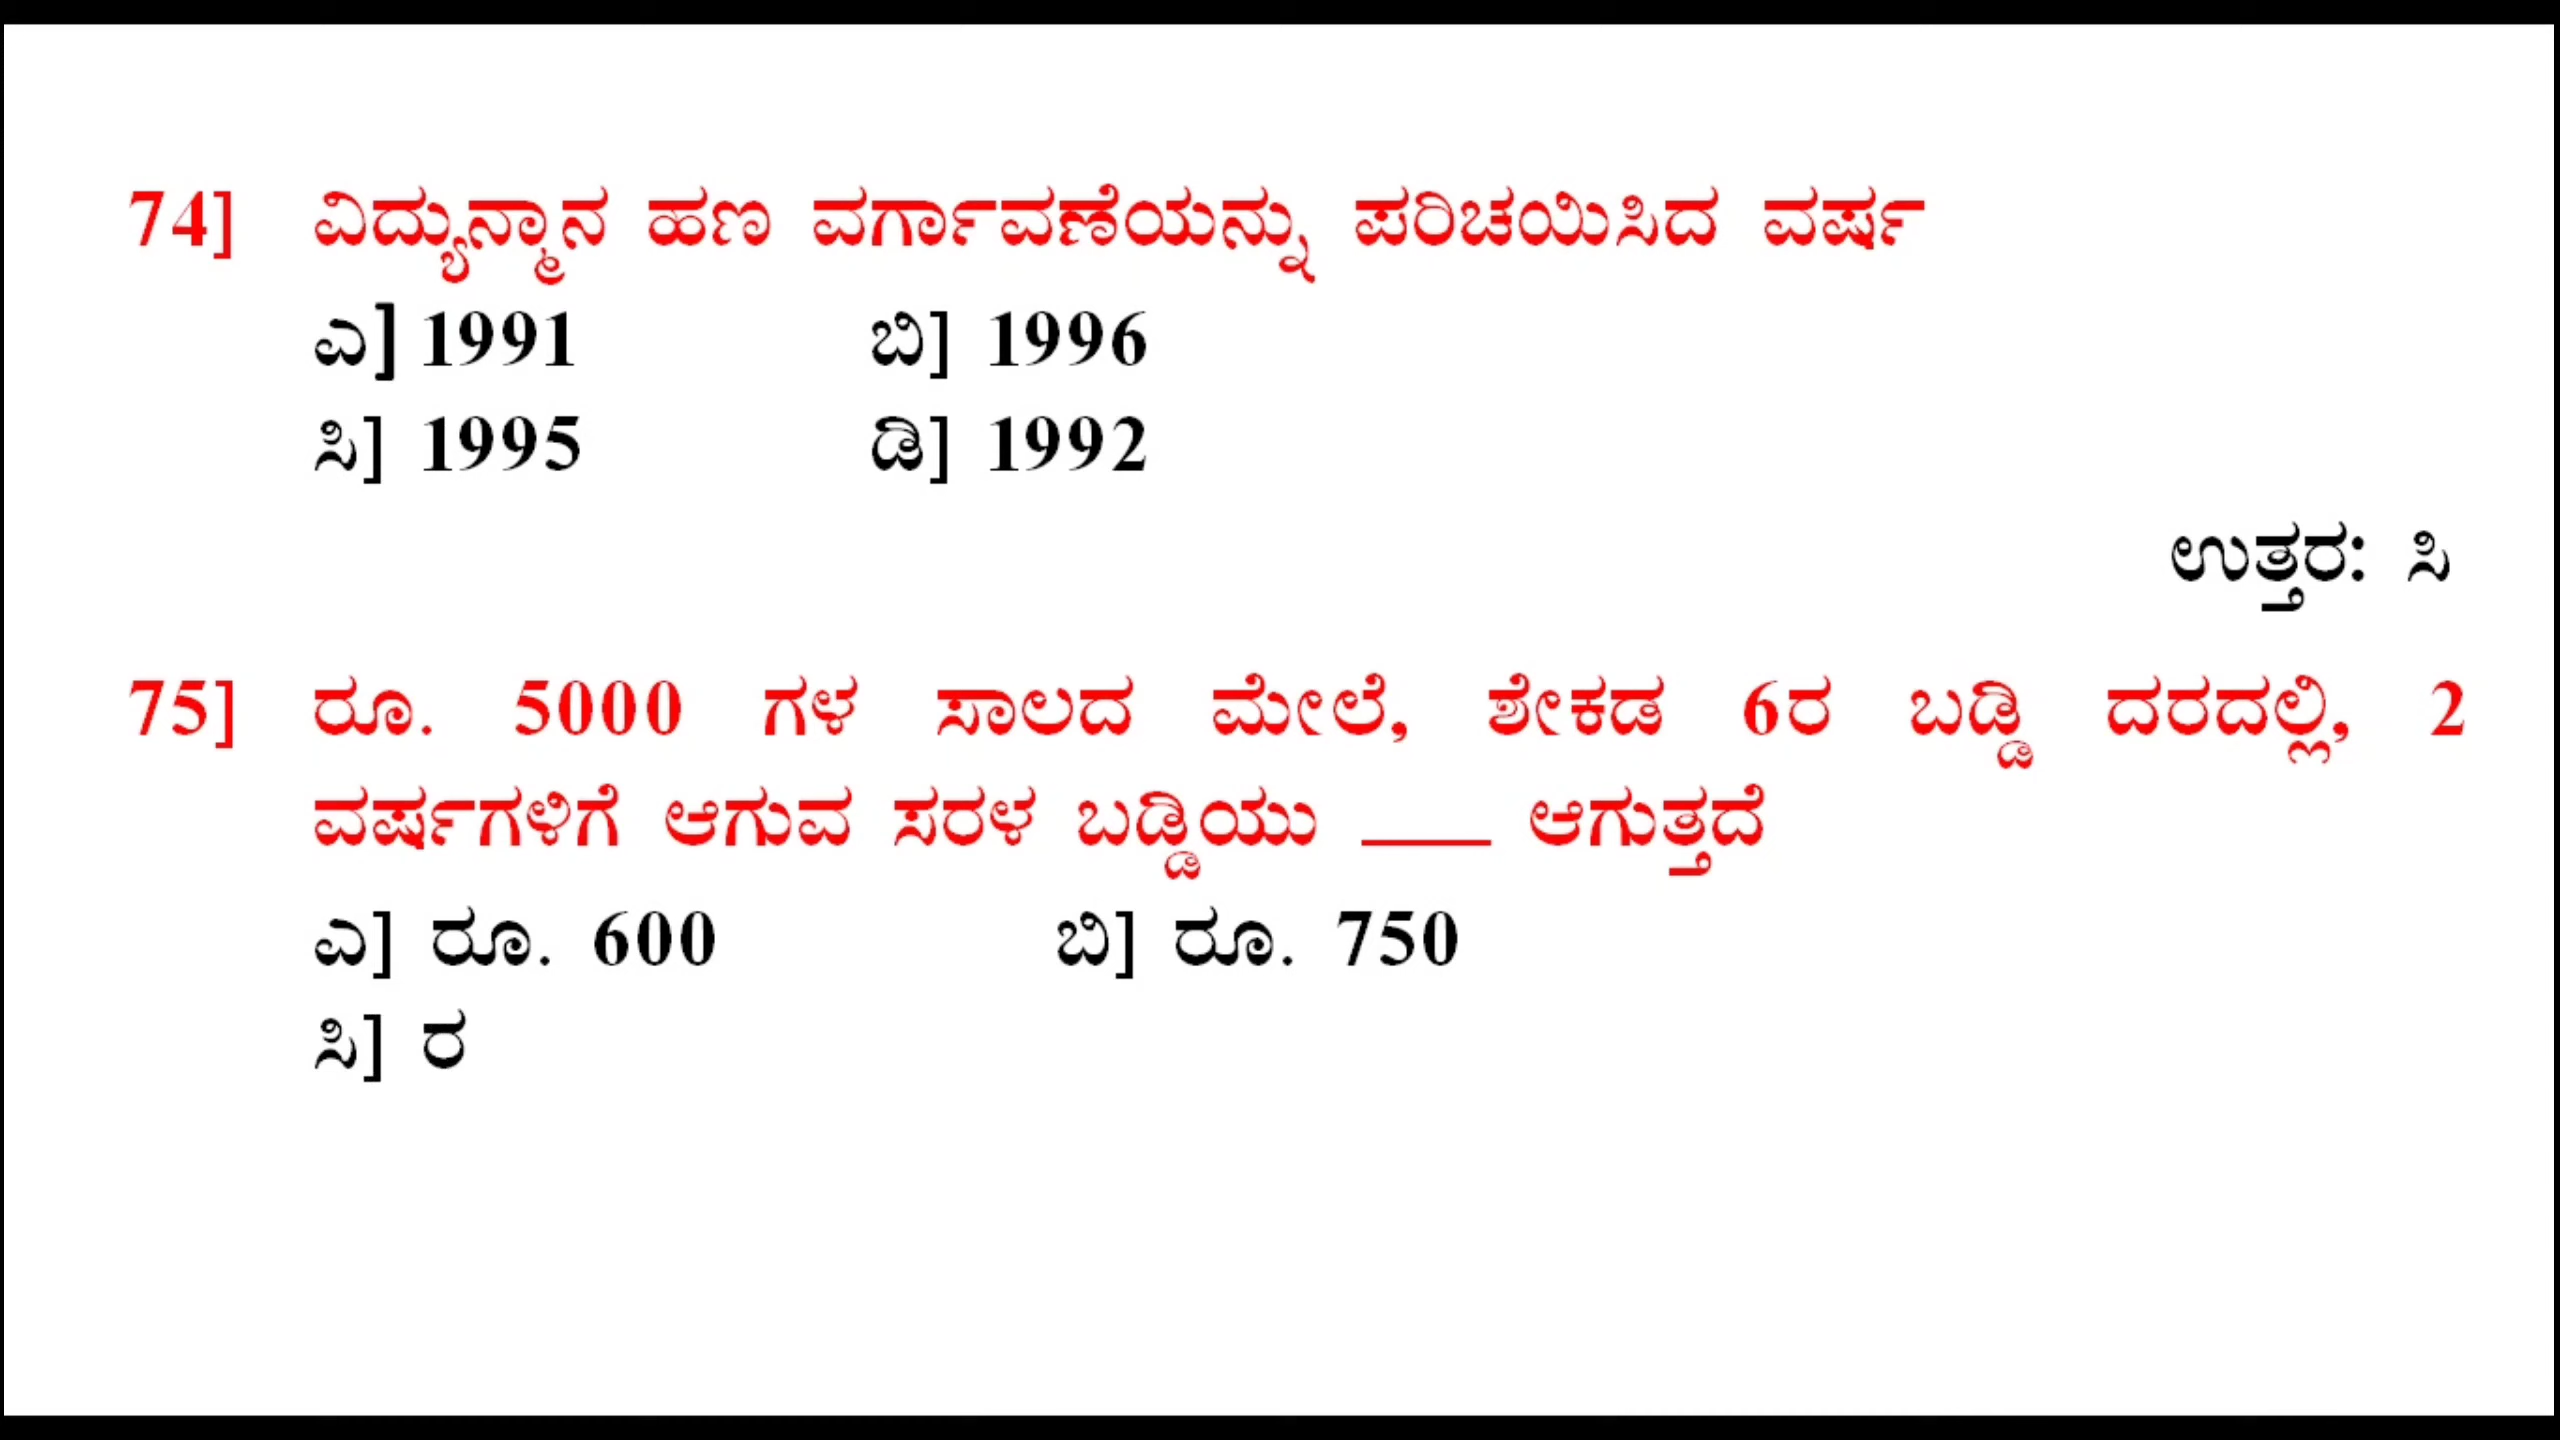 74] ವಿದ್ಯುನ್ಮಾನ ಹಣ ವರ್ಗಾವಣೆಯನ್ನು ಪರಿಚಯಿಸಿದ ವರ್ಷ
ಎ] 1991 ಬಿ] 1996
ಸಿ] 1995 ಡಿ] 1992
ಉತ್ತರ: ಸಿ
75] ರೂ. 5000 ಗಳ ಸಾಲದ ಮೇಲೆ, ಶೇಕಡ 6ರ ಬಡ್ಡಿ ದರದಲ್ಲಿ, 2
ವರ್ಷಗಳಿಗೆ ಆಗುವ ಸರಳ ಬಡ್ಡಿಯು ___ ಆಗುತ್ತದೆ
ಎ] ರೂ. 600 ಬಿ] ರೂ. 750
ಸಿ] ರ